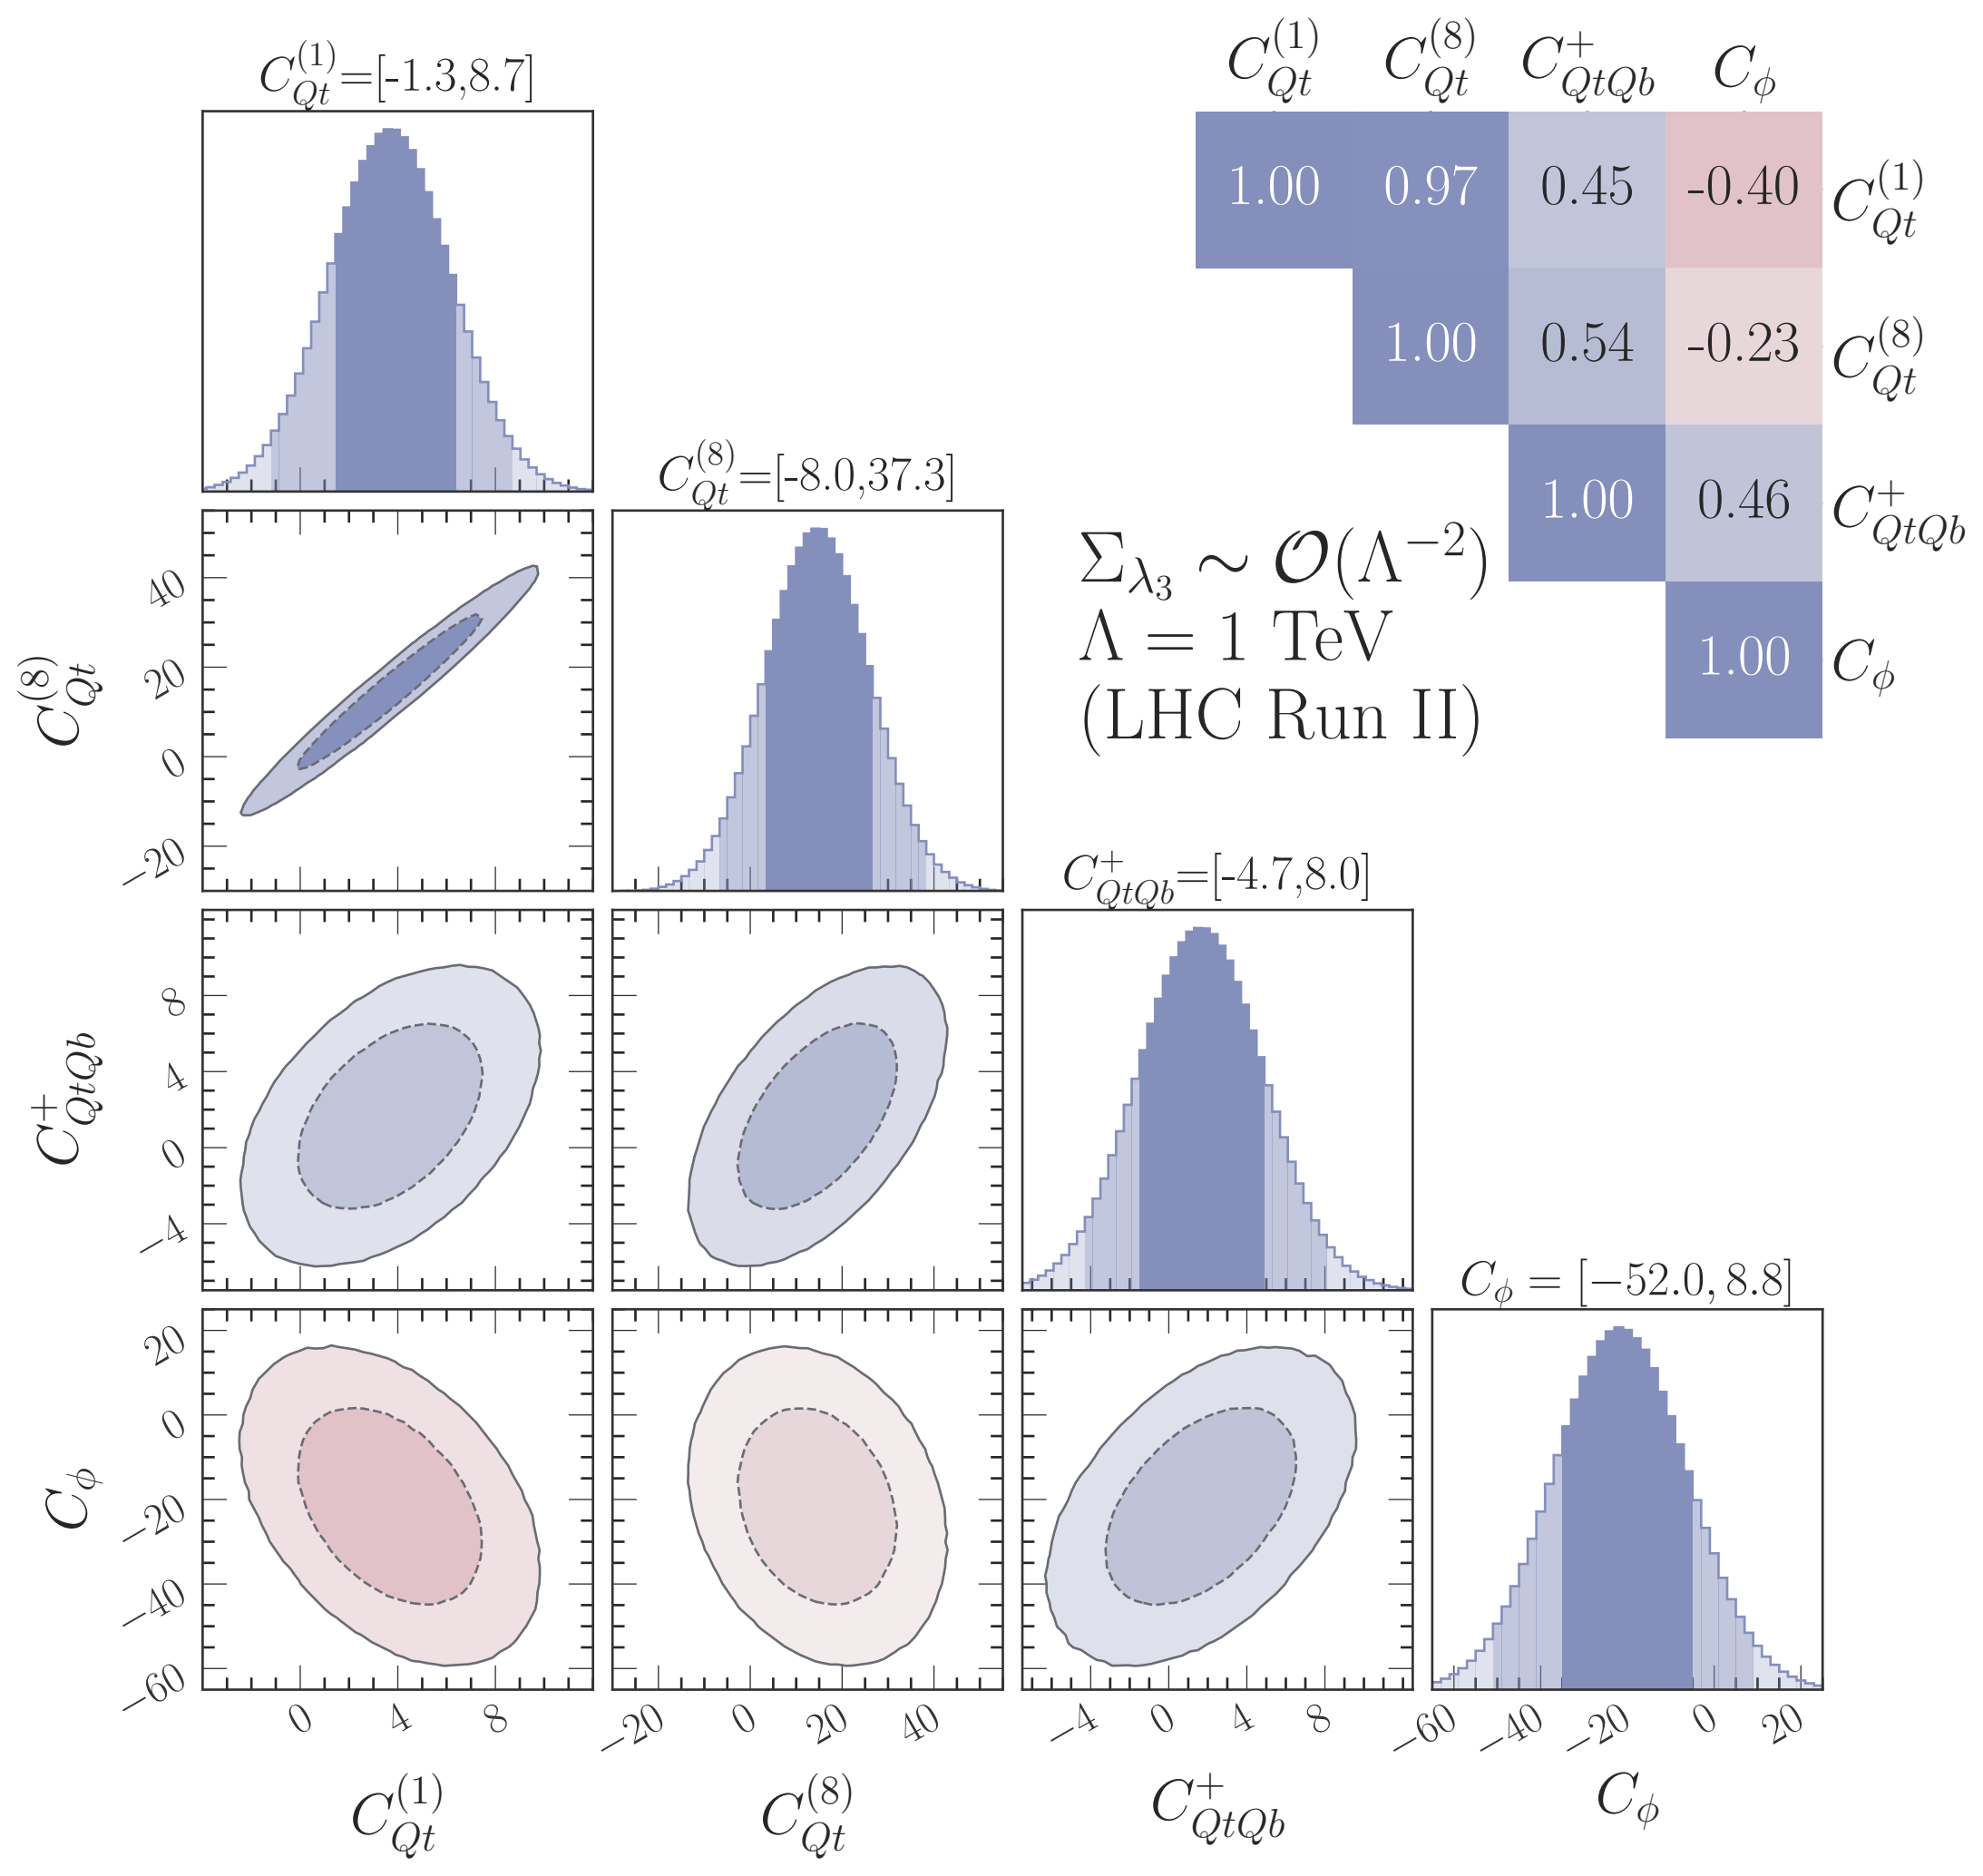 C_{Qt}^{(1)}=[-1.3,8.7]
C_{Qt}^{(1)} C_{Qt}^{(8)} C_{QtQb}^{+} C_ϕ
1.00 0.97 0.45 -0.40 C_{Qt}^{(1)}
1.00 0.54 -0.23 C_{Qt}^{(8)}
1.00 0.46 C_{QtQb}^{+}
1.00 C_ϕ
C_{Qt}^{(8)}=[-8.0,37.3]
Σ_{λ_3} ∼ 𝒪(Λ^{−2})
Λ = 1 TeV
(LHC Run II)
C_{Qt}^{(8)}
40
20
0
−20
C_{QtQb}^{+}=[-4.7,8.0]
C_{QtQb}^{+}
8
4
0
−4
C_ϕ = [−52.0, 8.8]
C_ϕ
20
0
−20
−40
−60
0 4 8
−20 0 20 40
−4 0 4 8
−60 −40 −20 0 20
C_{Qt}^{(1)} C_{Qt}^{(8)} C_{QtQb}^{+} C_ϕ